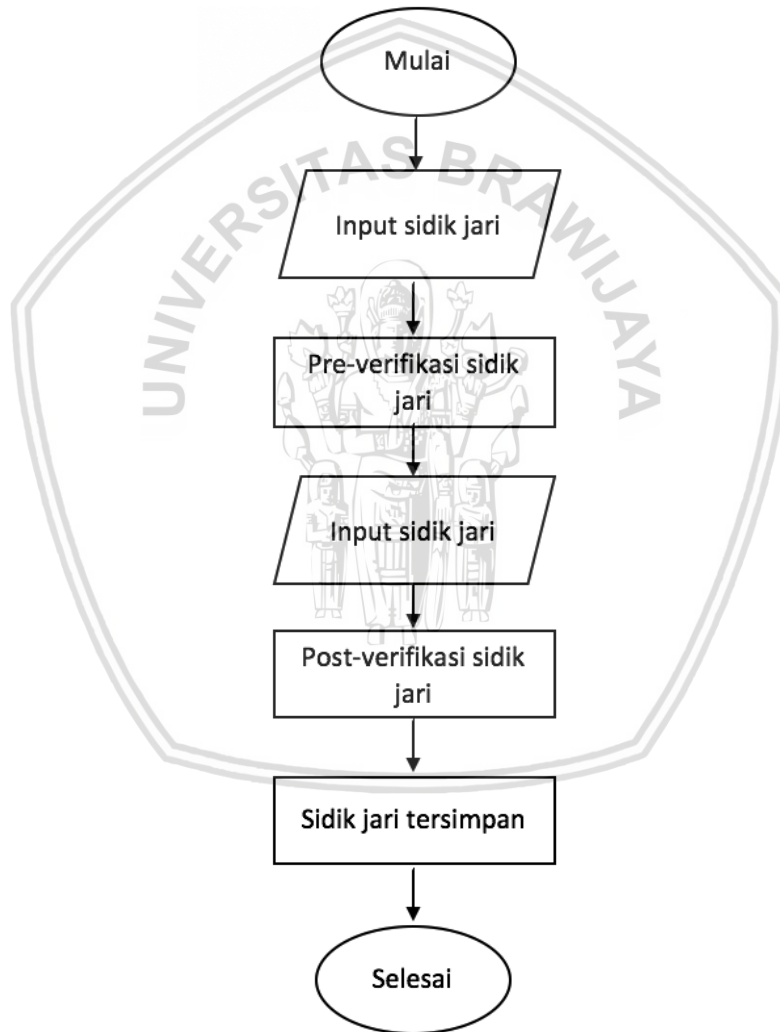 Mulai
UNIVERSITAS BRAWIJAYA
Input sidik jari
Pre-verifikasi sidik
jari
Input sidik jari
Post-verifikasi sidik
jari
Sidik jari tersimpan
Selesai